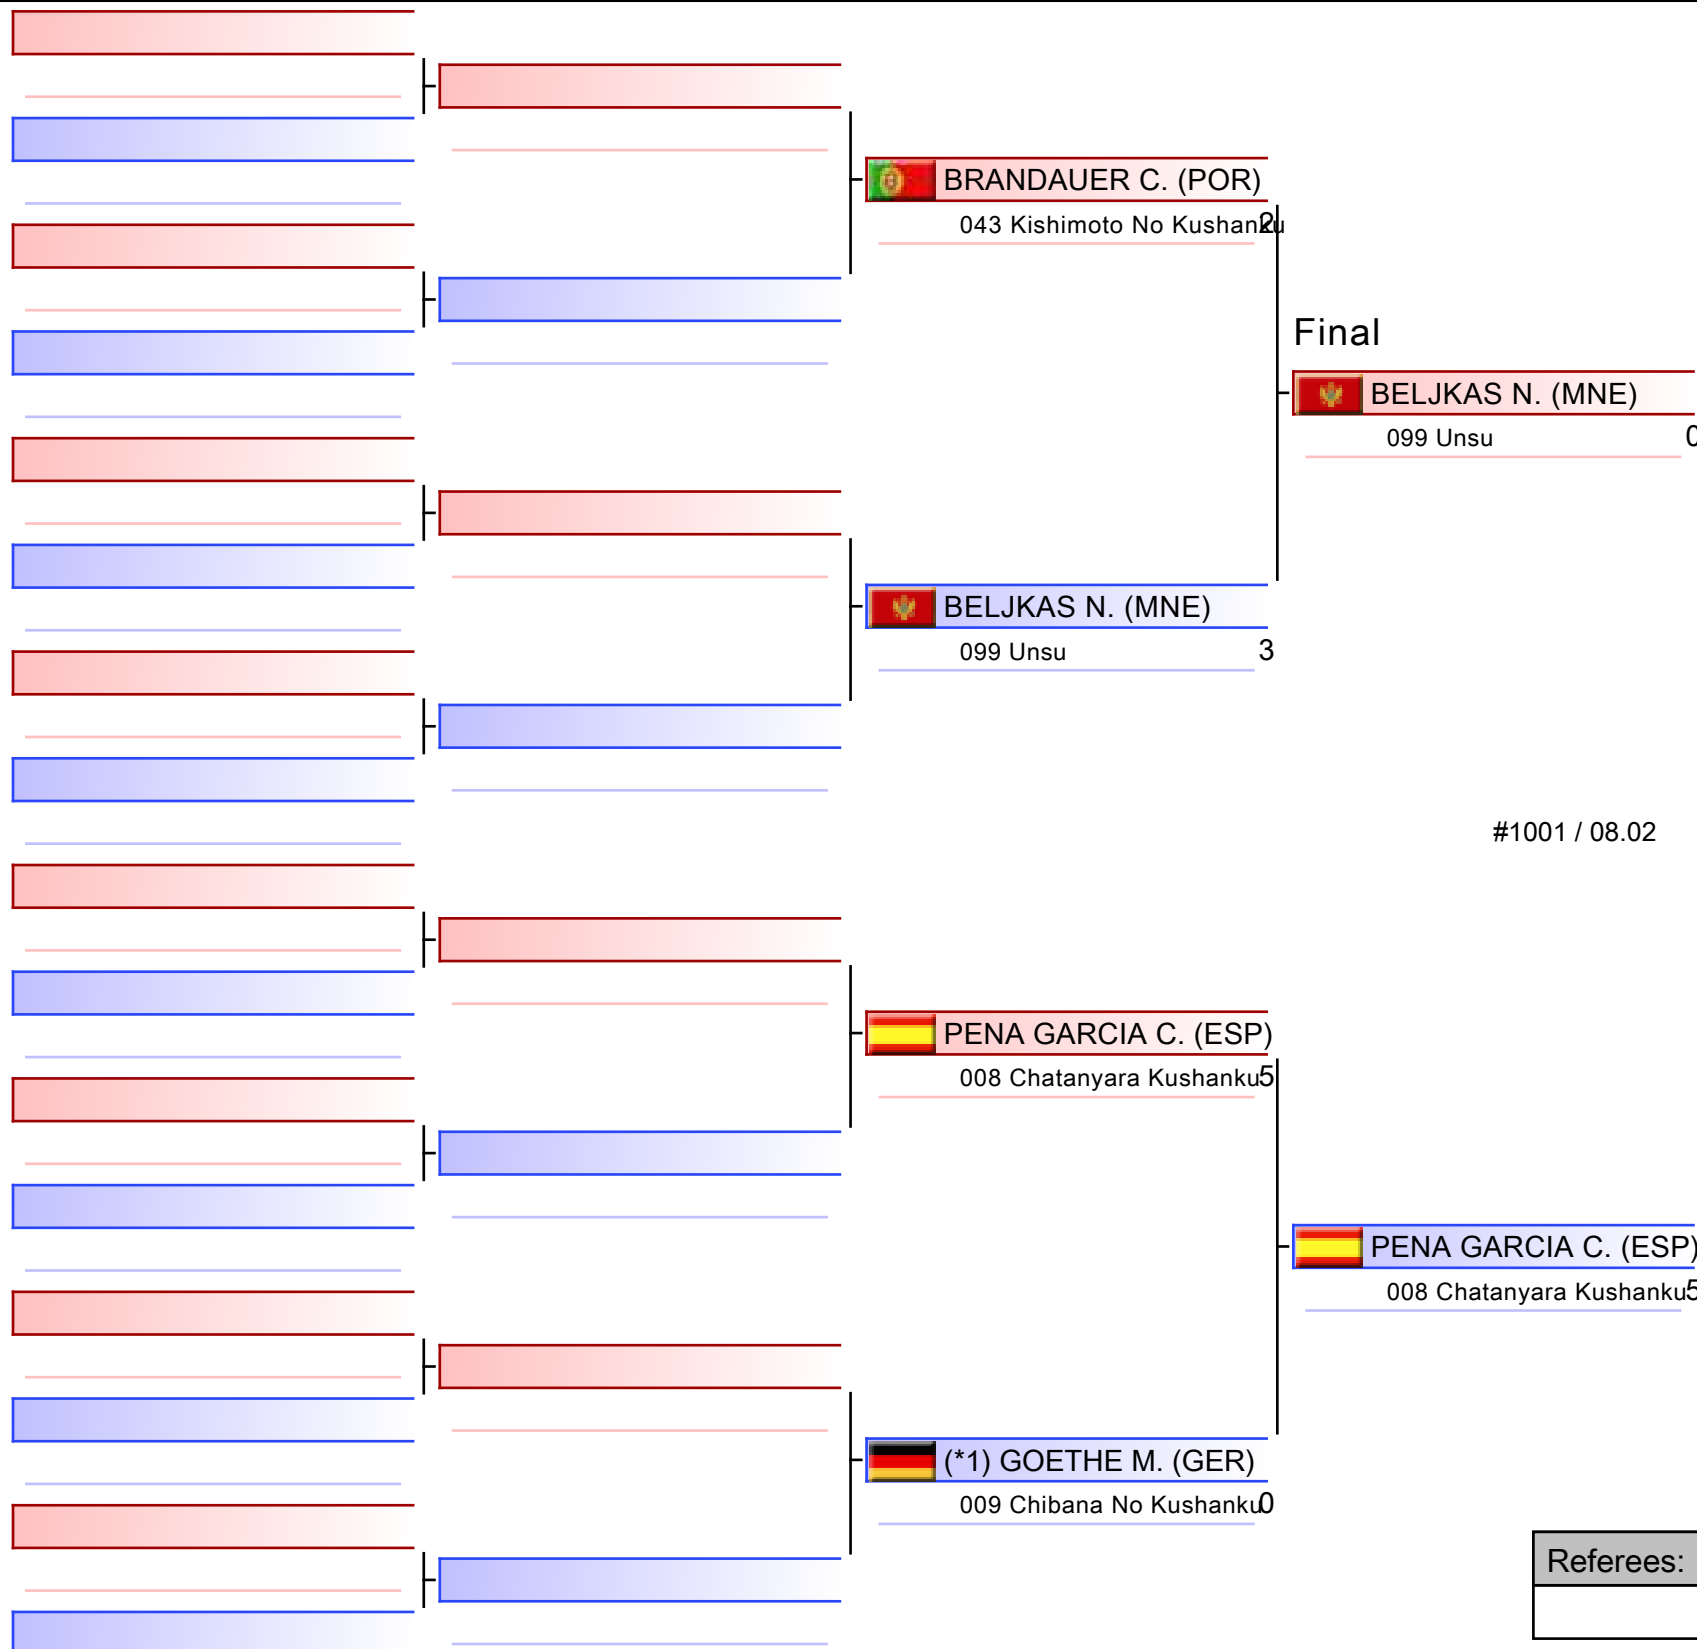 BRANDAUER C. (POR)
043 Kishimoto No Kushanku 2
Final
BELJKAS N. (MNE)
099 Unsu 0
BELJKAS N. (MNE)
099 Unsu 3
#1001 / 08.02
PENA GARCIA C. (ESP)
008 Chatanyara Kushanku 5
PENA GARCIA C. (ESP)
008 Chatanyara Kushanku 5
(*1) GOETHE M. (GER)
009 Chibana No Kushanku 0
Referees: